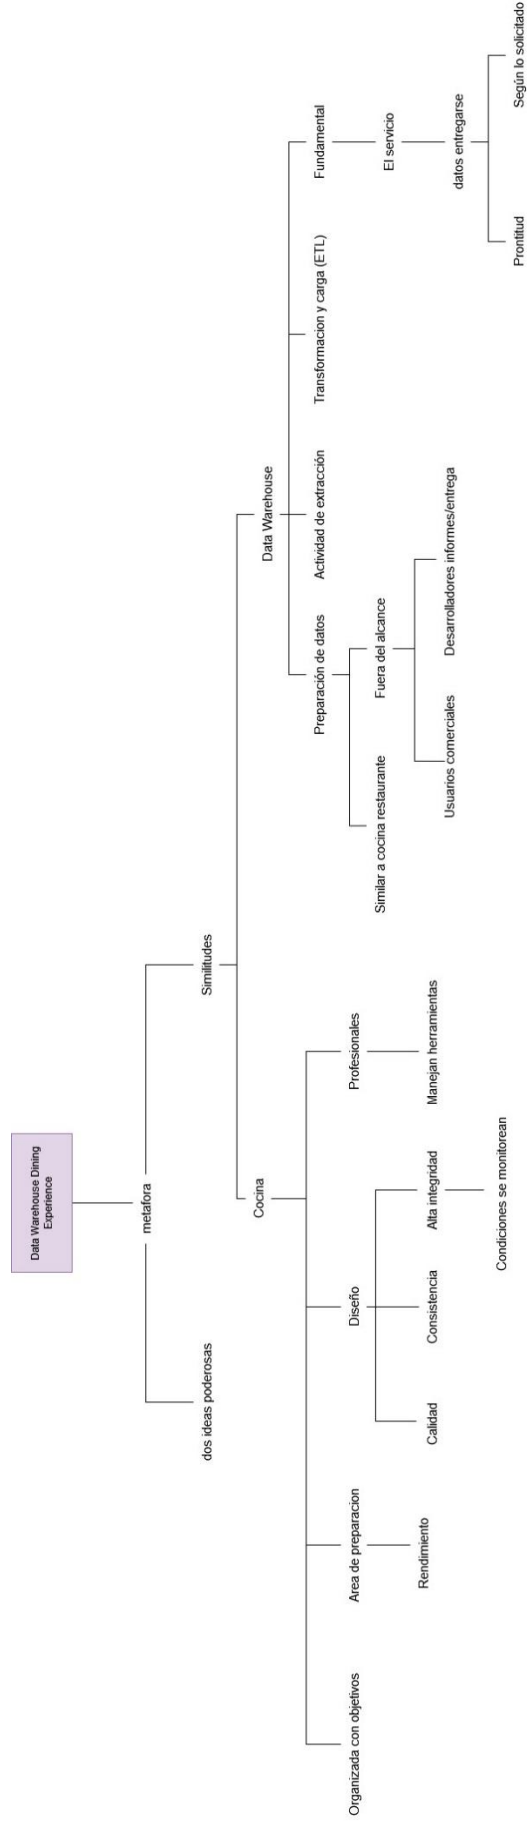 Data Warehouse Dining
Experience
metafora
dos ideas poderosas
Similitudes
Cocina
Data Warehouse
Organizada con objetivos
Area de preparacion
Diseño
Profesionales
Preparación de datos
Actividad de extracción
Transformacion y carga (ETL)
Fundamental
Rendimiento
Calidad
Consistencia
Alta integridad
Manejan herramientas
Similar a cocina restaurante
Fuera del alcance
El servicio
Condiciones se monitorean
Usuarios comerciales
Desarrolladores informes/entrega
datos entregarse
Prontitud
Según lo solicitado